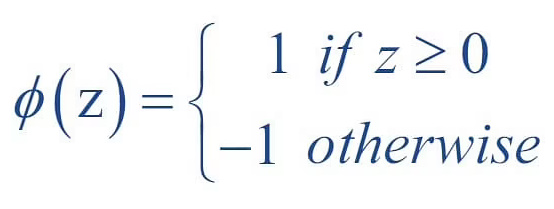 ϕ(z) = { 1 if z ≥ 0
−1 otherwise